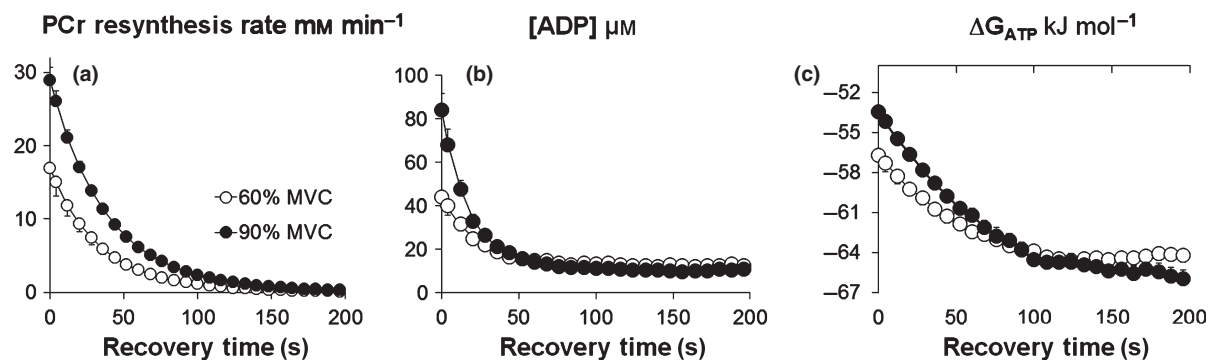 PCr resynthesis rate mM min⁻¹
[ADP] μM
ΔG_ATP kJ mol⁻¹
30
20
10
0
(a)
60% MVC
90% MVC
0 50 100 150 200
Recovery time (s)
100
80
60
40
20
0
(b)
0 50 100 150 200
Recovery time (s)
(c)
−52
−55
−58
−61
−64
−67
0 50 100 150 200
Recovery time (s)